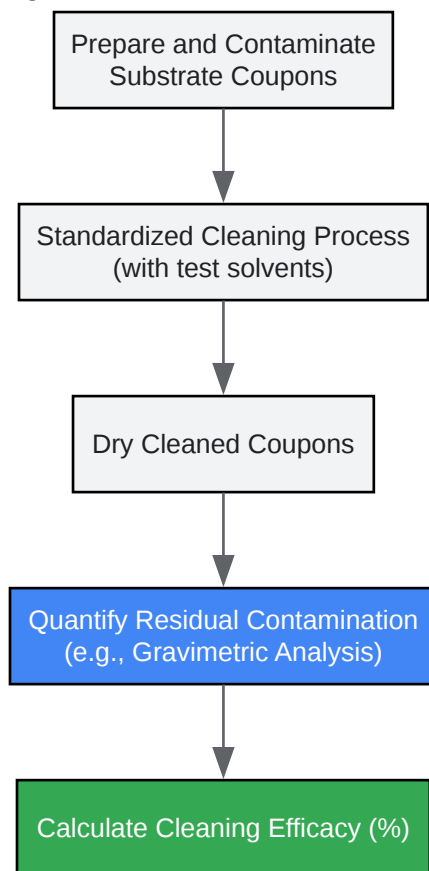 Prepare and Contaminate
Substrate Coupons
Standardized Cleaning Process
(with test solvents)
Dry Cleaned Coupons
Quantify Residual Contamination
(e.g., Gravimetric Analysis)
Calculate Cleaning Efficacy (%)